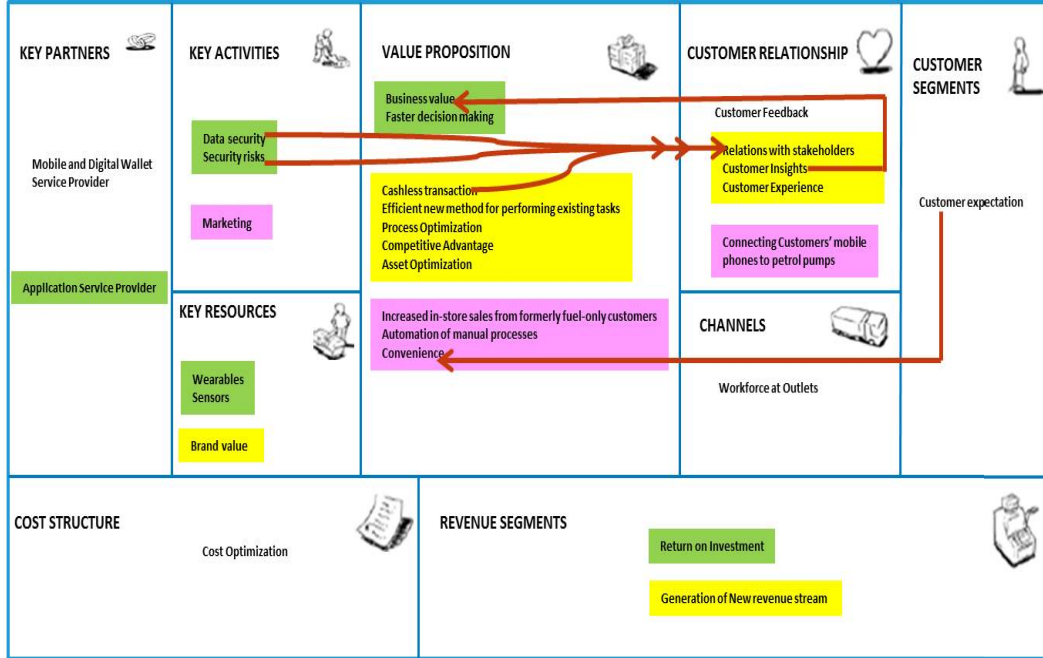 KEY PARTNERS
Mobile and Digital Wallet
Service Provider
Application Service Provider
KEY ACTIVITIES
Data security
Security risks
Marketing
KEY RESOURCES
Wearables
Sensors
Brand value
VALUE PROPOSITION
Business value
Faster decision making
Cashless transaction
Efficient new method for performing existing tasks
Process Optimization
Competitive Advantage
Asset Optimization
Increased in-store sales from formerly fuel-only customers
Automation of manual processes
Convenience
CUSTOMER RELATIONSHIP
Customer Feedback
Relations with stakeholders
Customer Insights
Customer Experience
Connecting Customers' mobile
phones to petrol pumps
CHANNELS
Workforce at Outlets
CUSTOMER
SEGMENTS
Customer expectation
COST STRUCTURE
Cost Optimization
REVENUE SEGMENTS
Return on Investment
Generation of New revenue stream